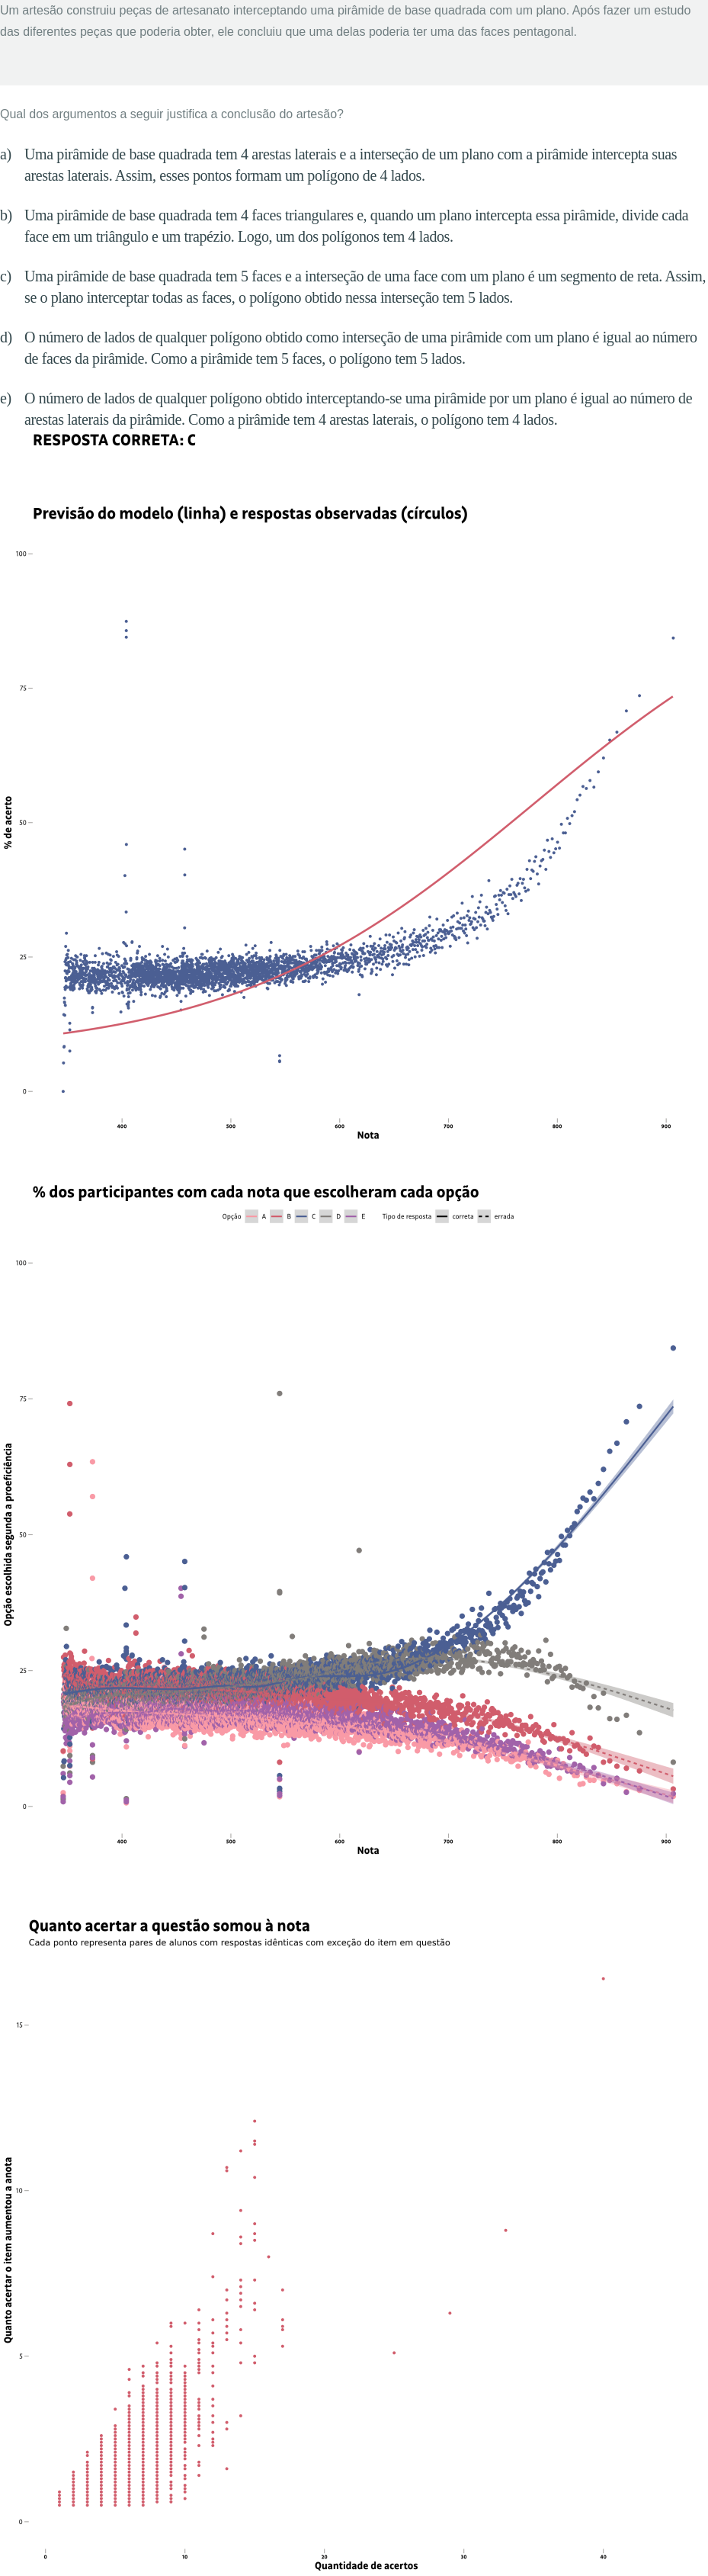 Um artesão construiu peças de artesanato interceptando uma pirâmide de base quadrada com um plano. Após fazer um estudo
das diferentes peças que poderia obter, ele concluiu que uma delas poderia ter uma das faces pentagonal.
Qual dos argumentos a seguir justifica a conclusão do artesão?
a) Uma pirâmide de base quadrada tem 4 arestas laterais e a interseção de um plano com a pirâmide intercepta suas
arestas laterais. Assim, esses pontos formam um polígono de 4 lados.
b) Uma pirâmide de base quadrada tem 4 faces triangulares e, quando um plano intercepta essa pirâmide, divide cada
face em um triângulo e um trapézio. Logo, um dos polígonos tem 4 lados.
c) Uma pirâmide de base quadrada tem 5 faces e a interseção de uma face com um plano é um segmento de reta. Assim,
se o plano interceptar todas as faces, o polígono obtido nessa interseção tem 5 lados.
d) O número de lados de qualquer polígono obtido como interseção de uma pirâmide com um plano é igual ao número
de faces da pirâmide. Como a pirâmide tem 5 faces, o polígono tem 5 lados.
e) O número de lados de qualquer polígono obtido interceptando-se uma pirâmide por um plano é igual ao número de
arestas laterais da pirâmide. Como a pirâmide tem 4 arestas laterais, o polígono tem 4 lados.
RESPOSTA CORRETA: C
Previsão do modelo (linha) e respostas observadas (círculos)
100
75
50
25
0
% de acerto
400 500 600 700 800 900
Nota
% dos participantes com cada nota que escolheram cada opção
Opção A B C D E Tipo de resposta correta errada
100
75
50
25
0
Opção escolhida segunda a proeficiência
400 500 600 700 800 900
Nota
Quanto acertar a questão somou à nota
Cada ponto representa pares de alunos com respostas idênticas com exceção do item em questão
15
10
5
0
Quanto acertar o item aumentou a anota
0 10 20 30 40
Quantidade de acertos